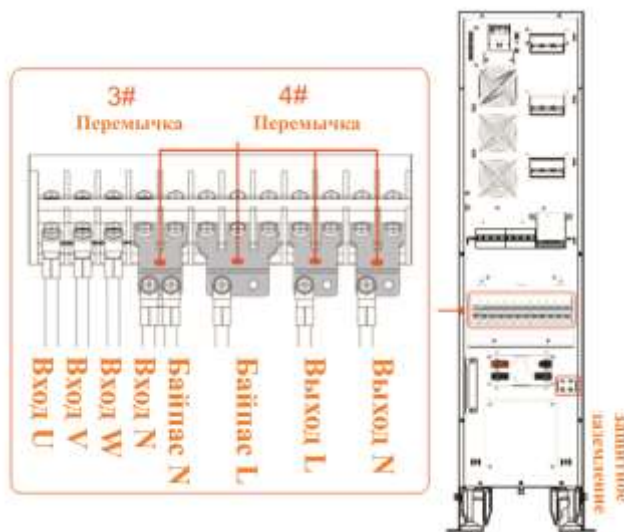 3#
Перемычка
4#
Перемычка
Вход U
Вход V
Вход W
Вход N
Байпас N
Байпас L
Выход L
Выход N
Защитное
заземление